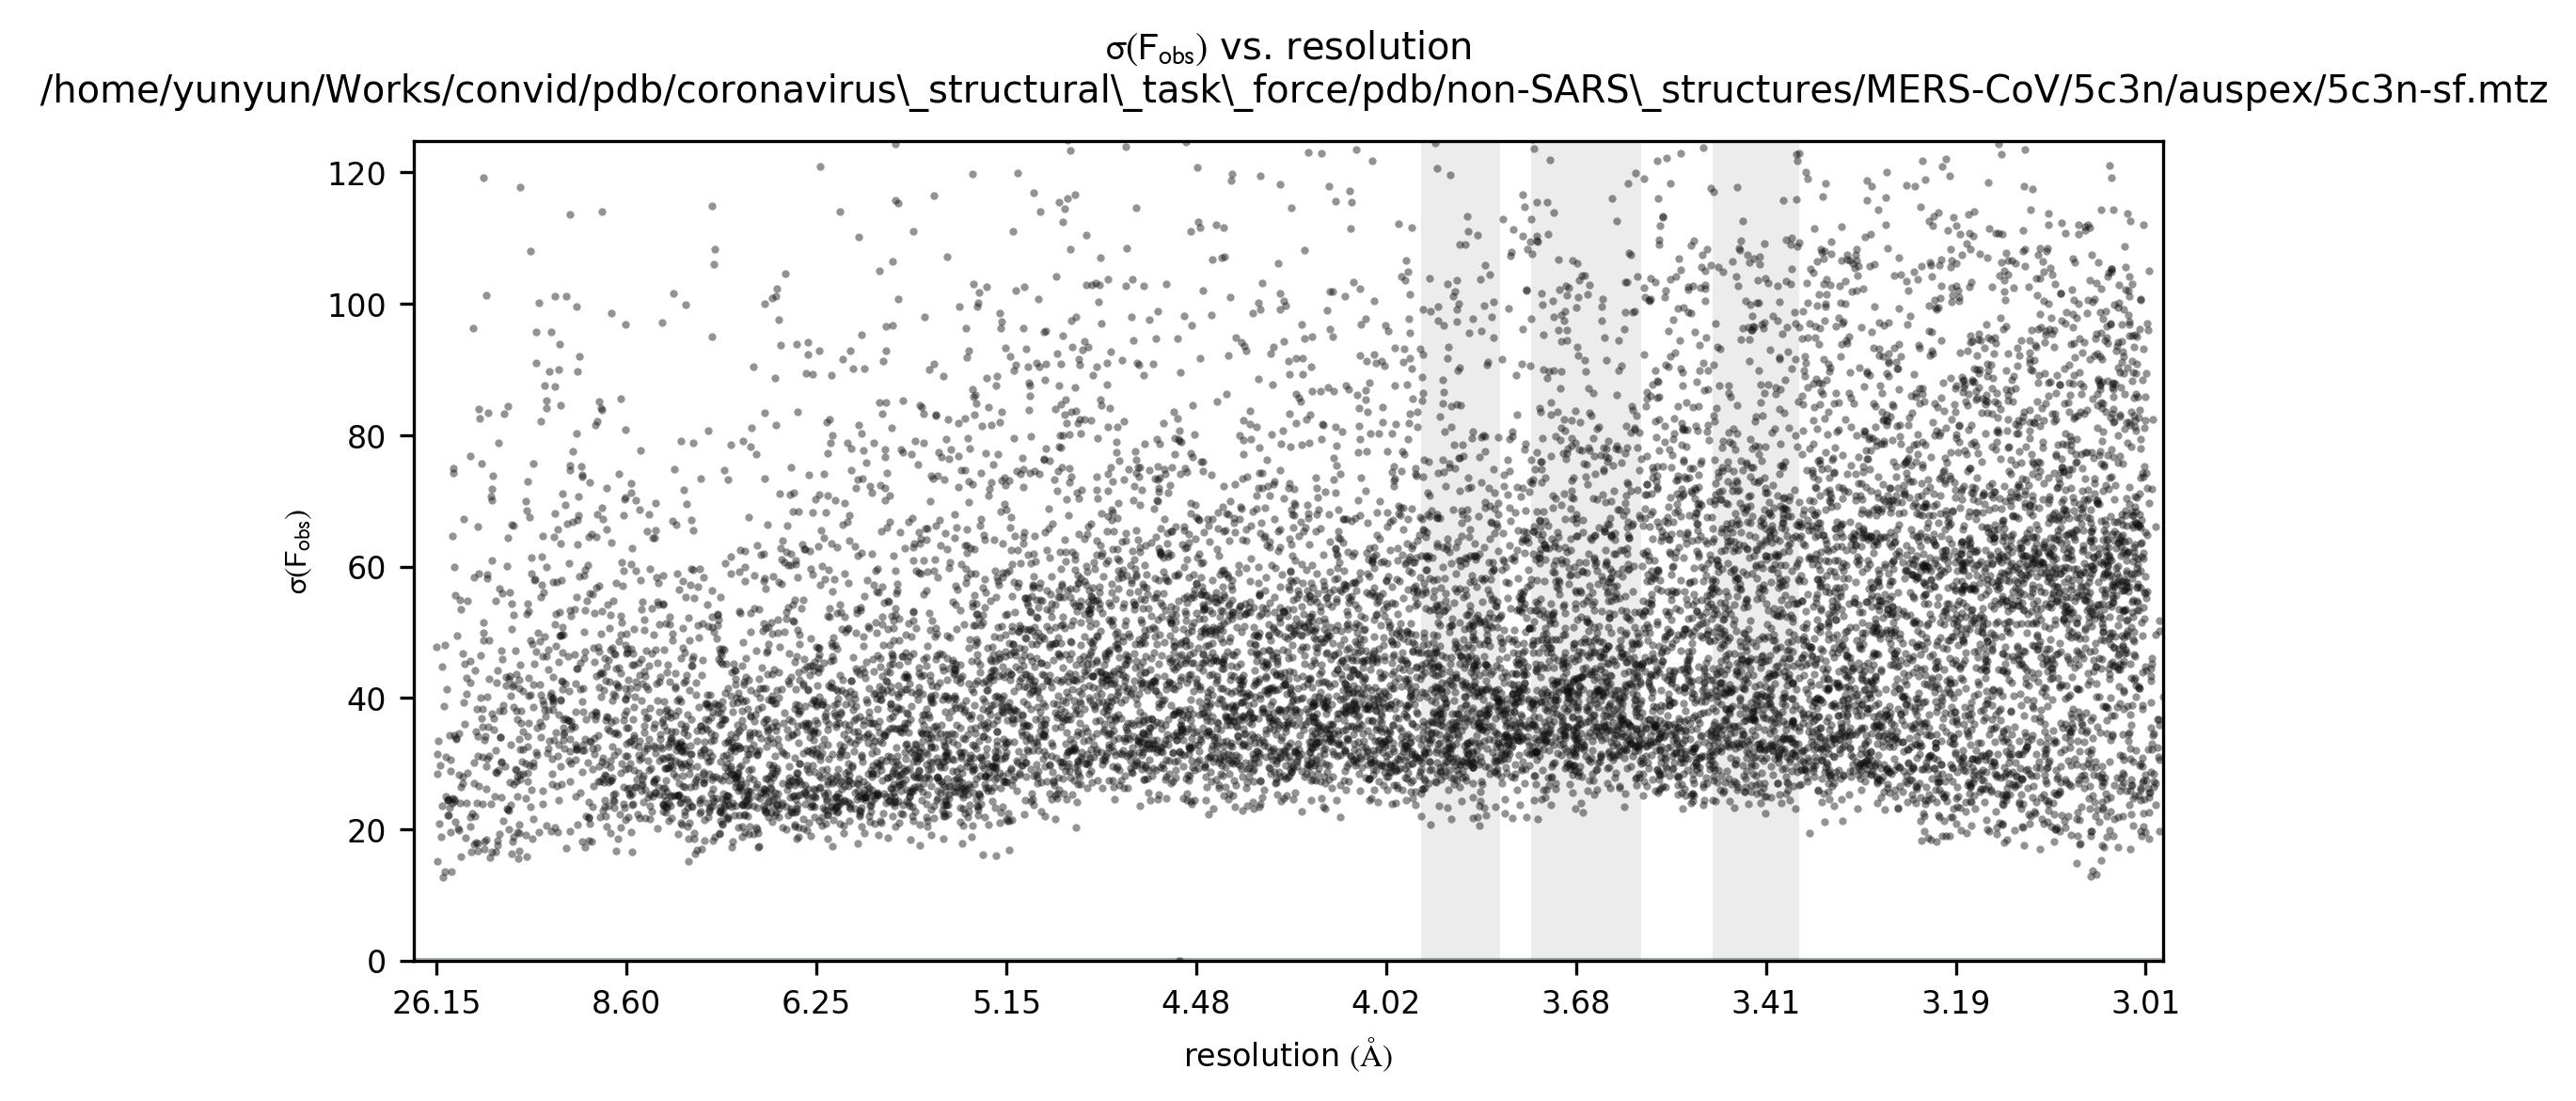 σ(Fobs) vs. resolution
/home/yunyun/Works/convid/pdb/coronavirus\_structural\_task\_force/pdb/non-SARS\_structures/MERS-CoV/5c3n/auspex/5c3n-sf.mtz
120
100
80
60
40
20
0
σ(Fobs)
26.15 8.60 6.25 5.15 4.48 4.02 3.68 3.41 3.19 3.01
resolution (Å)